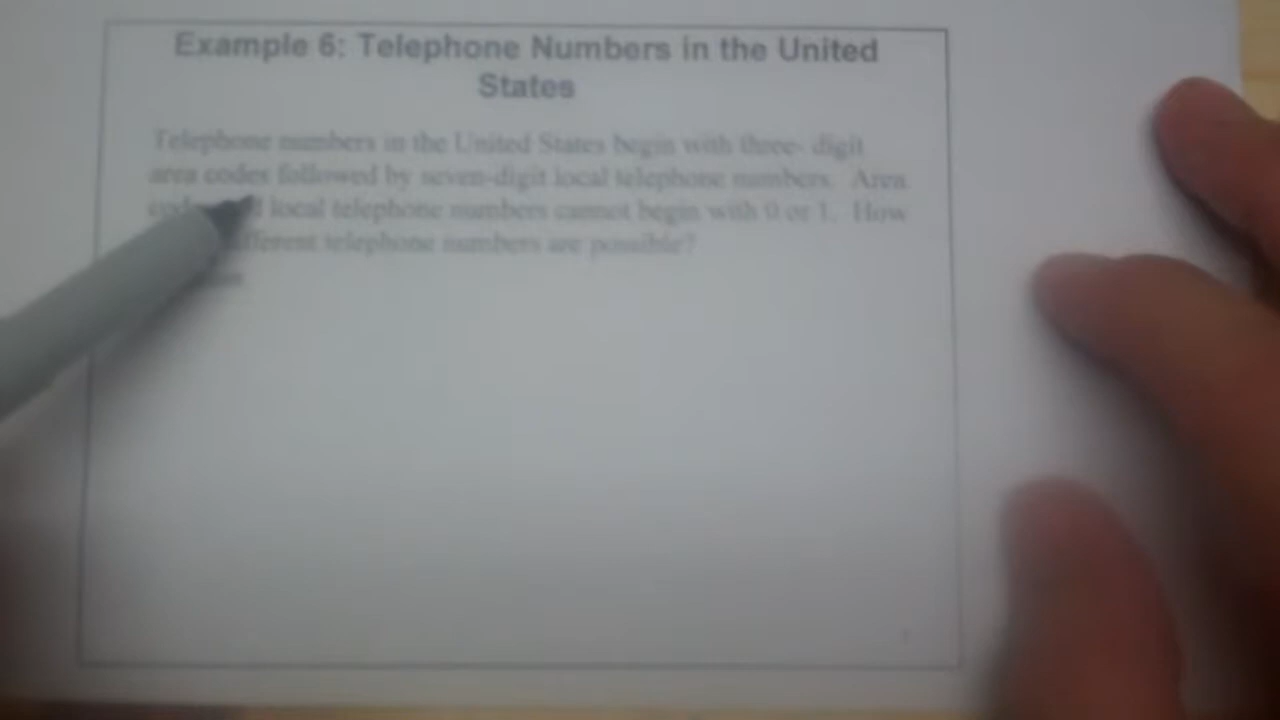 Example 6: Telephone Numbers in the United
States
Telephone numbers in the United States begin with three- digit
area codes followed by seven-digit local telephone numbers. Area
local telephone numbers cannot begin with 0 or 1. How
telephone numbers are possible?